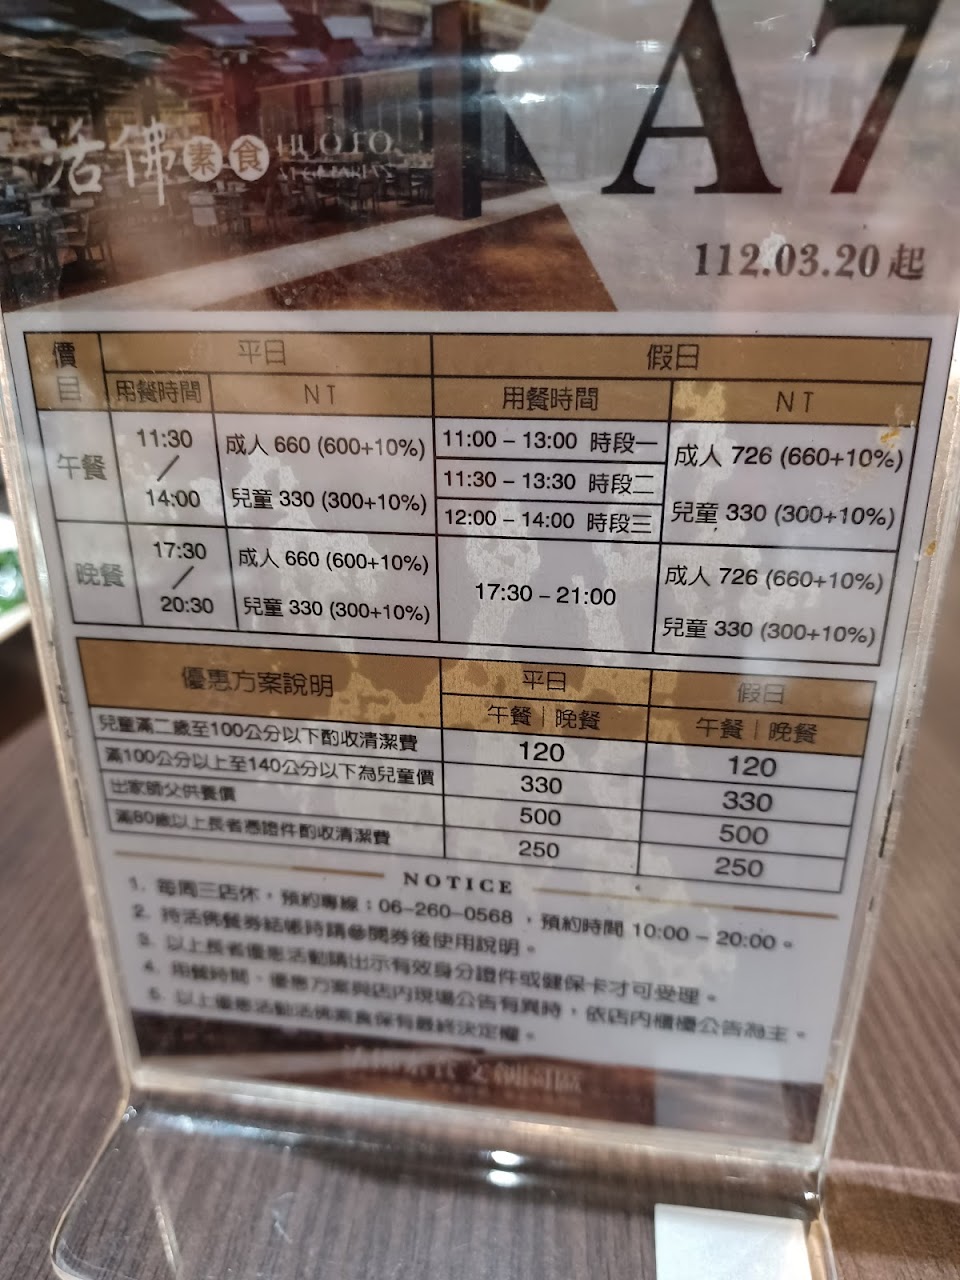 A7
活佛素食 HUO FO
112.03.20起
價目 平日 假日
用餐時間 NT 用餐時間 NT
午餐 11:30 / 14:00 成人 660 (600+10%) 兒童 330 (300+10%)
11:00 – 13:00 時段一
11:30 – 13:30 時段二
12:00 – 14:00 時段三
成人 726 (660+10%)
兒童 330 (300+10%)
晚餐 17:30 / 20:30 成人 660 (600+10%) 兒童 330 (300+10%)
17:30 – 21:00
成人 726 (660+10%)
兒童 330 (300+10%)
優惠方案說明 平日 假日
午餐｜晚餐 午餐｜晚餐
兒童滿二歲至100公分以下酌收清潔費 120 120
滿100公分以上至140公分以下為兒童價 330 330
出家師父供養價 500 500
滿80歲以上長者憑證件酌收清潔費 250 250
NOTICE
1. 每周三店休，預約專線：06-260-0568，預約時間 10:00 – 20:00。
2. 持活佛餐券結帳時請參閱券後使用說明。
3. 以上長者優惠活動請出示有效身分證件或健保卡才可受理。
4. 用餐時間、優惠方案與店內現場公告有異時，依店內櫃檯公告為主。
5. 以上優惠活動活佛素食保有最終決定權。